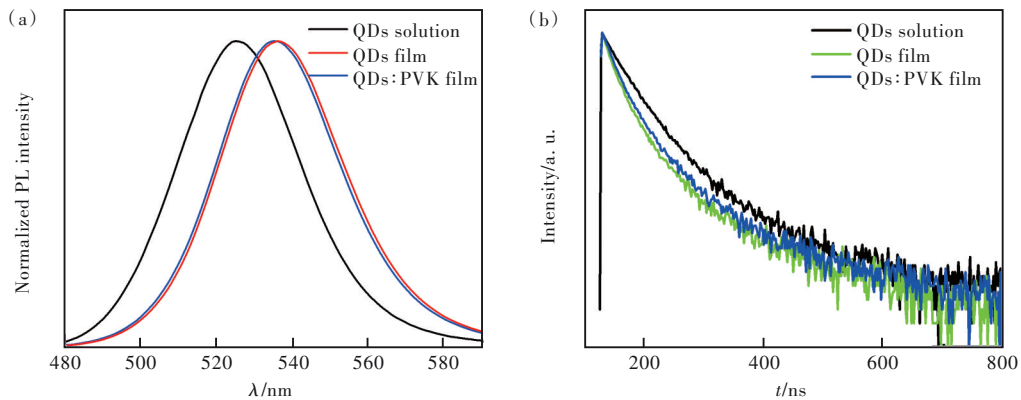 (a)
QDs solution
QDs film
QDs:PVK film
Normalized PL intensity
480 500 520 540 560 580
λ/nm
(b)
QDs solution
QDs film
QDs:PVK film
Intensity/a. u.
200 400 600 800
t/ns